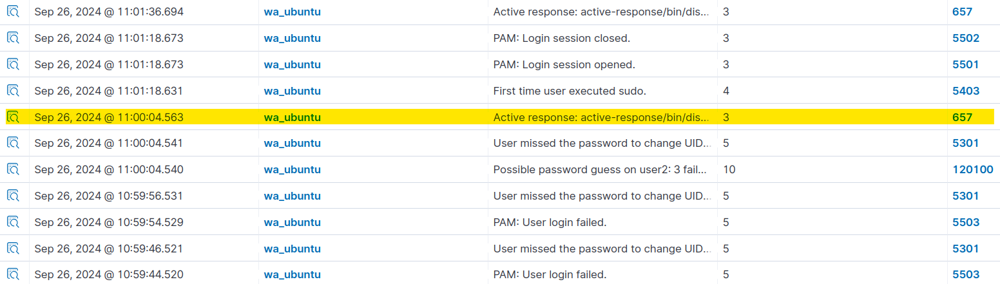 Sep 26, 2024 @ 11:01:36.694 wa_ubuntu Active response: active-response/bin/dis... 3 657
Sep 26, 2024 @ 11:01:18.673 wa_ubuntu PAM: Login session closed. 3 5502
Sep 26, 2024 @ 11:01:18.673 wa_ubuntu PAM: Login session opened. 3 5501
Sep 26, 2024 @ 11:01:18.631 wa_ubuntu First time user executed sudo. 4 5403
Sep 26, 2024 @ 11:00:04.563 wa_ubuntu Active response: active-response/bin/dis... 3 657
Sep 26, 2024 @ 11:00:04.541 wa_ubuntu User missed the password to change UID... 5 5301
Sep 26, 2024 @ 11:00:04.540 wa_ubuntu Possible password guess on user2: 3 fail... 10 120100
Sep 26, 2024 @ 10:59:56.531 wa_ubuntu User missed the password to change UID... 5 5301
Sep 26, 2024 @ 10:59:54.529 wa_ubuntu PAM: User login failed. 5 5503
Sep 26, 2024 @ 10:59:46.521 wa_ubuntu User missed the password to change UID... 5 5301
Sep 26, 2024 @ 10:59:44.520 wa_ubuntu PAM: User login failed. 5 5503